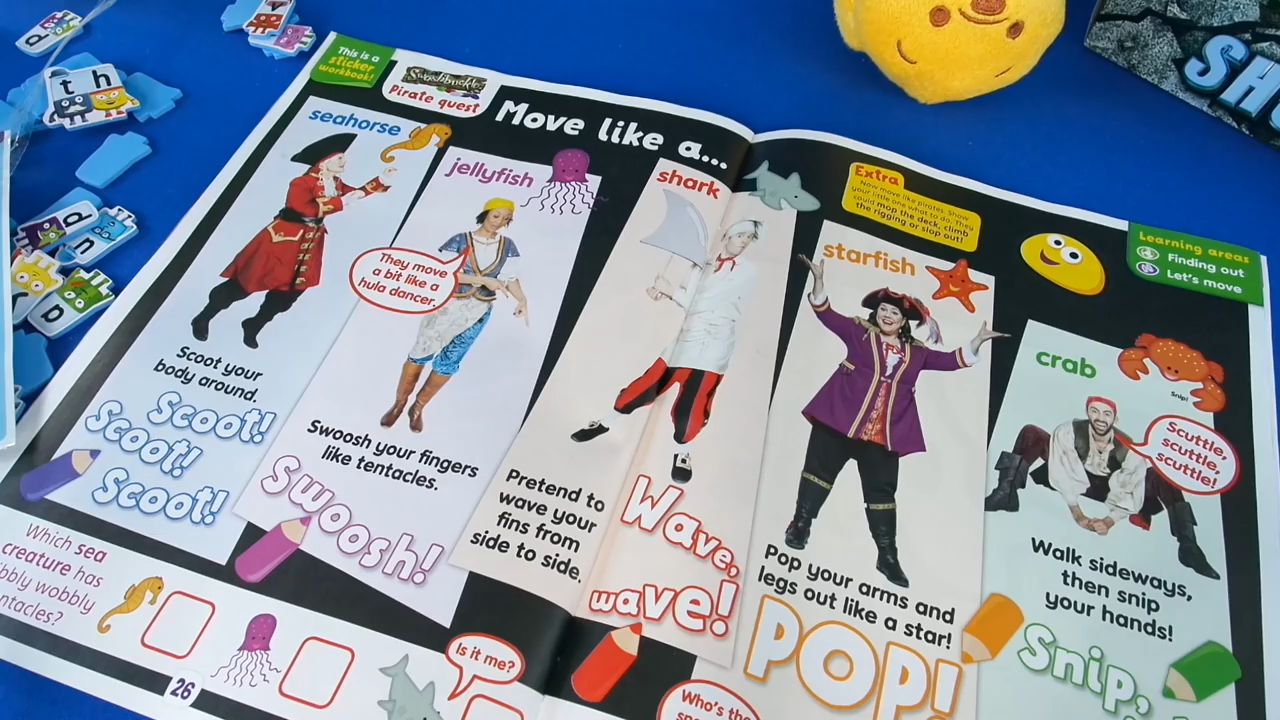 This is a
sticker
workbook!
Swashbuckle
Pirate quest
Move like a...
seahorse
Scoot your
body around.
Scoot!
Scoot!
Scoot!
jellyfish
They move
a bit like a
hula dancer.
Swoosh your fingers
like tentacles.
Swoosh!
shark
Pretend to
wave your
fins from
side to side.
Wave,
wave!
Extra
Now move like pirates. Show
your little one what to do. They
could mop the deck, climb
the rigging or slop out!
starfish
Pop your arms and
legs out like a star!
POP!
Learning areas
Finding out
Let's move
crab
Snip!
Scuttle,
scuttle,
scuttle!
Walk sideways,
then snip
your hands!
Snip,
Which sea
creature has
wobbly
Is it me?
Who's the
26
th
d
n